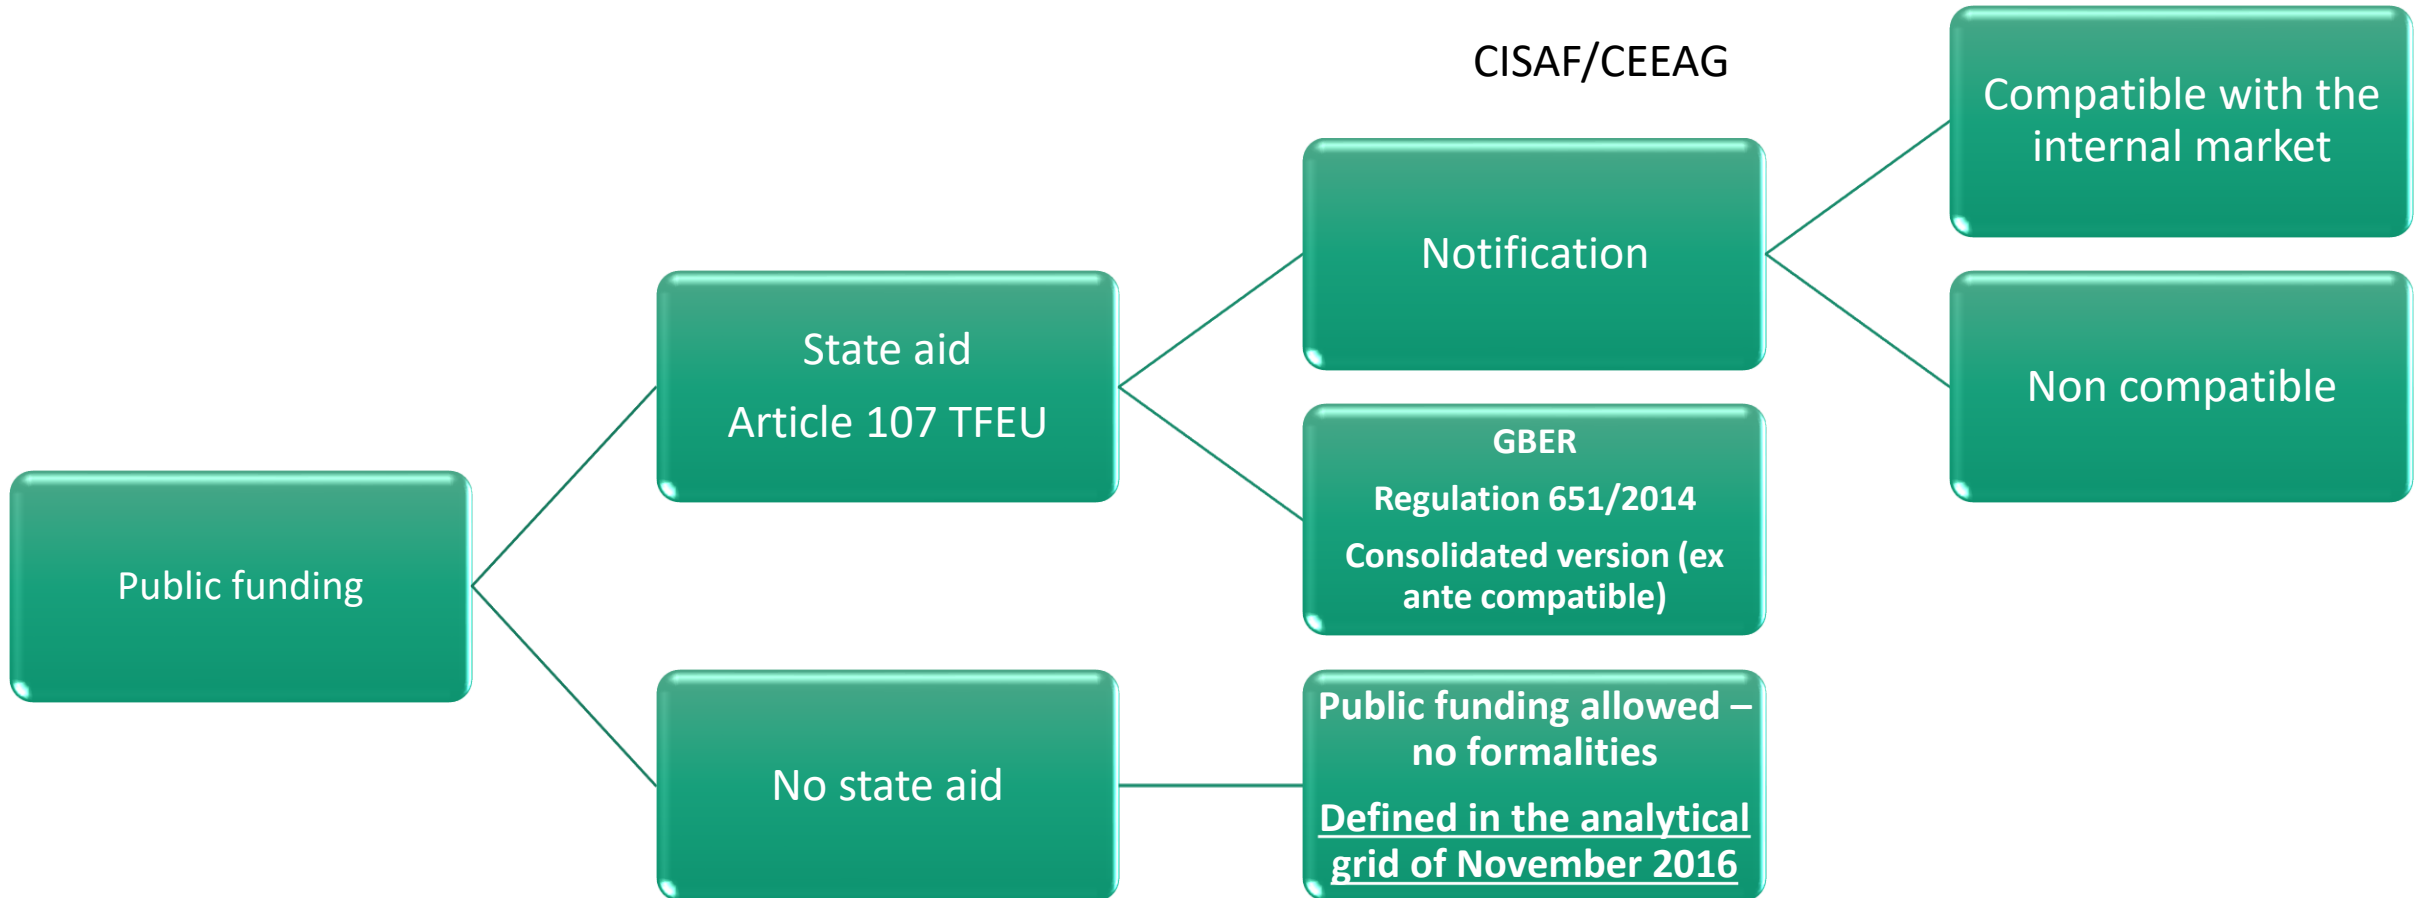 CISAF/CEEAG
Compatible with the
internal market
Notification
Non compatible
State aid
Article 107 TFEU
GBER
Regulation 651/2014
Consolidated version (ex
ante compatible)
Public funding
No state aid
Public funding allowed –
no formalities
Defined in the analytical
grid of November 2016